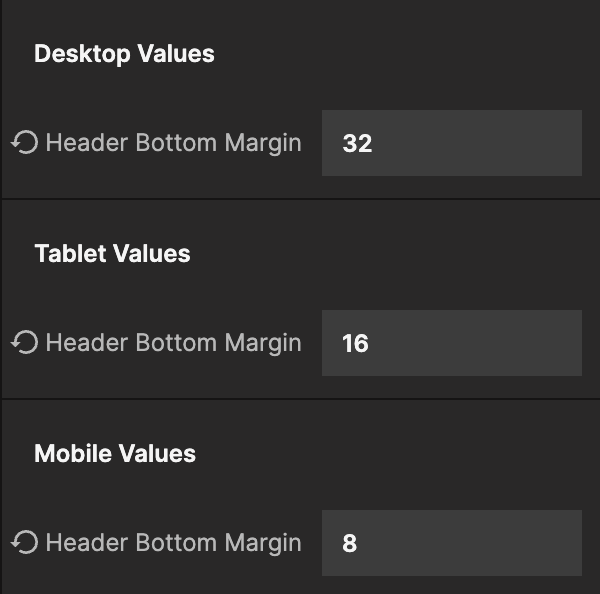 Desktop Values
Header Bottom Margin 32
Tablet Values
Header Bottom Margin 16
Mobile Values
Header Bottom Margin 8